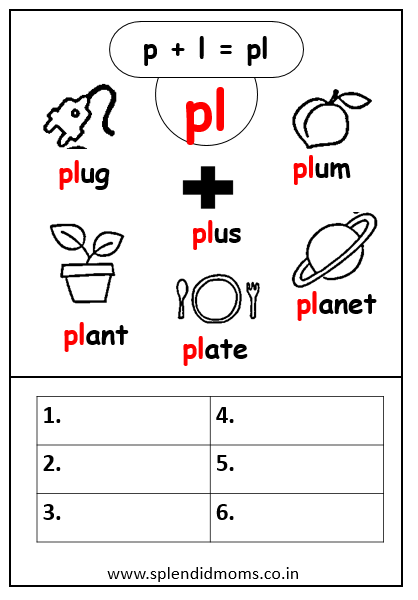 p + l = pl
pl
plug
plum
plus
plant
plate
planet
1.
4.
2.
5.
3.
6.
www.splendidmoms.co.in